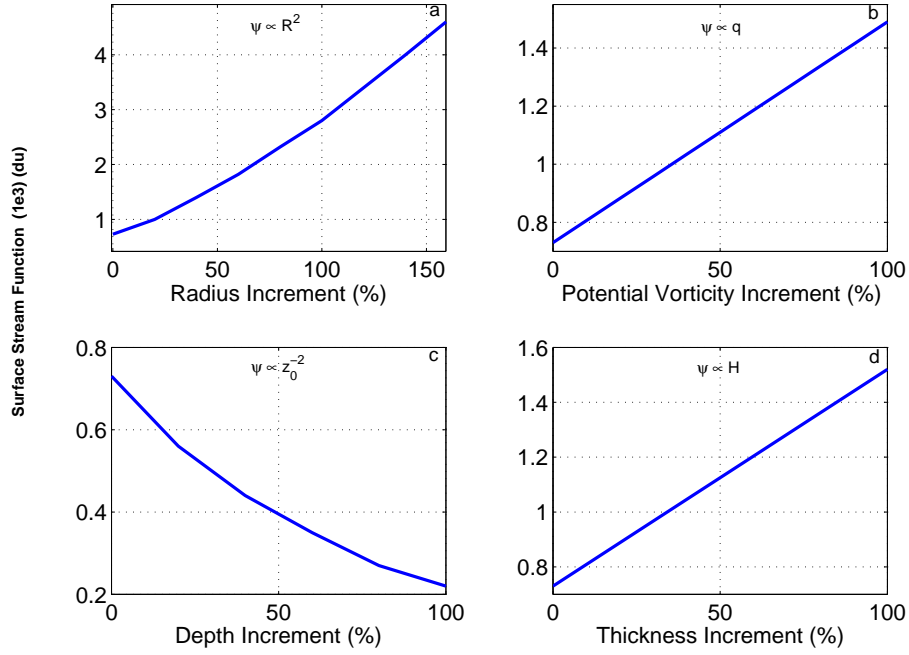 Surface Stream Function (1e3) (du)
a
ψ ∝ R²
4
3
2
1
0 50 100 150
Radius Increment (%)
b
ψ ∝ q
1.4
1.2
1
0.8
0 50 100
Potential Vorticity Increment (%)
c
ψ ∝ z₀⁻²
0.8
0.6
0.4
0.2
0 50 100
Depth Increment (%)
d
ψ ∝ H
1.6
1.4
1.2
1
0.8
0 50 100
Thickness Increment (%)